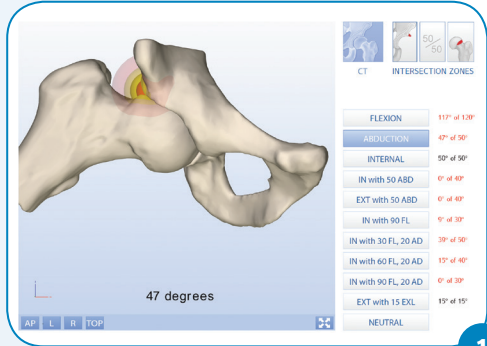 50
50
CT INTERSECTION ZONES
FLEXION 117° of 120°
ABDUCTION 47° of 50°
INTERNAL 50° of 50°
IN with 50 ABD 0° of 40°
EXT with 50 ABD 0° of 40°
IN with 90 FL 9° of 30°
IN with 30 FL, 20 AD 39° of 50°
IN with 60 FL, 20 AD 15° of 40°
IN with 90 FL, 20 AD 0° of 30°
EXT with 15 EXL 15° of 15°
NEUTRAL
47 degrees
AP L R TOP